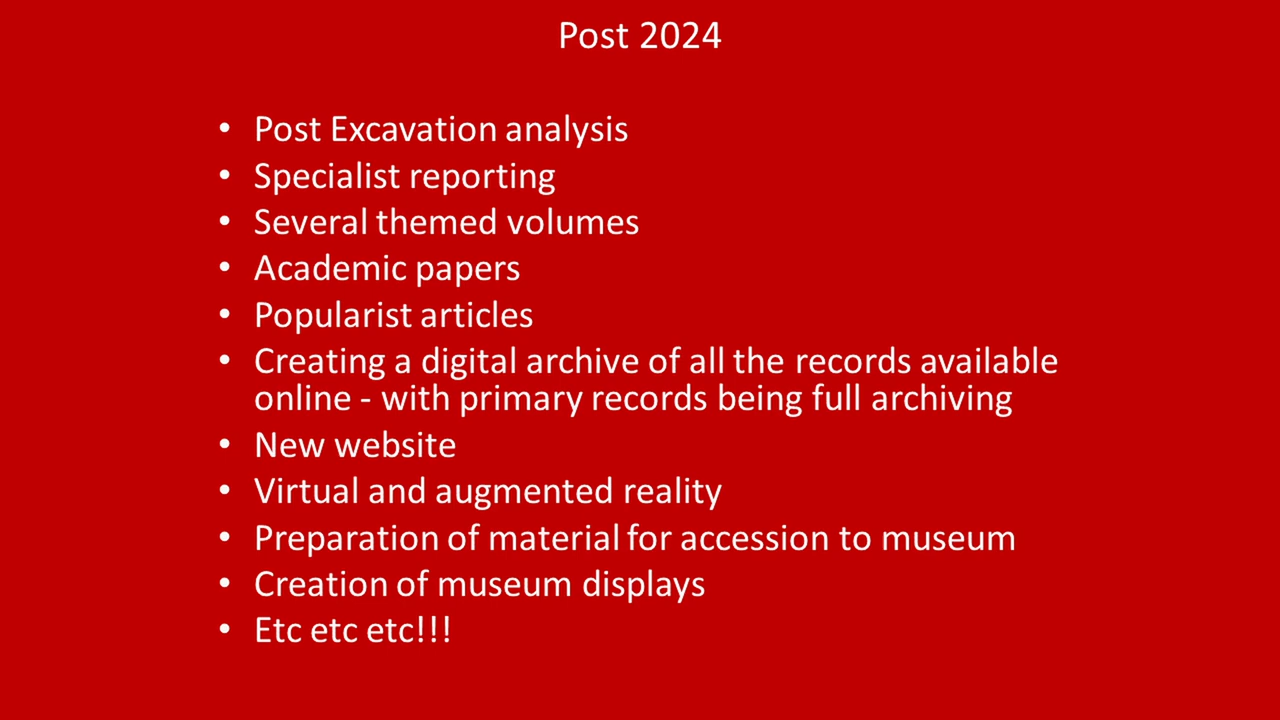 Post 2024
• Post Excavation analysis
• Specialist reporting
• Several themed volumes
• Academic papers
• Popularist articles
• Creating a digital archive of all the records available
online - with primary records being full archiving
• New website
• Virtual and augmented reality
• Preparation of material for accession to museum
• Creation of museum displays
• Etc etc etc!!!